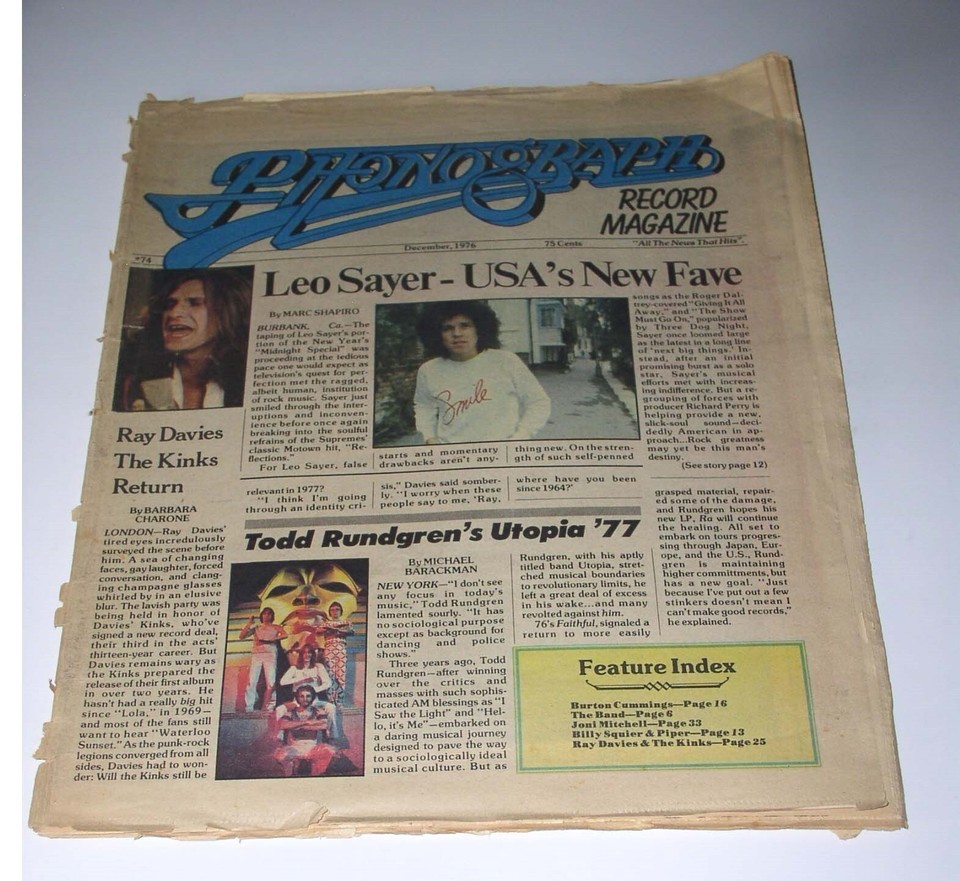 PHONOGRAPH
RECORD
MAGAZINE
December, 1976
75 Cents
"All The News That Hits".
#74
Leo Sayer - USA's New Fave
By MARC SHAPIRO
BURBANK, Ca.—The
taping of Leo Sayer's por-
tion of the New Year's
"Midnight Special" was
proceeding at the tedious
pace one would expect as
television's quest for per-
fection met the ragged,
albeit human, institution
of rock music. Sayer just
smiled through the inter-
uptions and inconven-
ience before once again
breaking into the soulful
refrains of the Supremes'
classic Motown hit, "Re-
flections."
For Leo Sayer, false
Smile
starts and momentary
drawbacks aren't any-
thing new. On the stren-
gth of such self-penned
songs as the Roger Dal-
trey-covered "Giving It All
Away," and "The Show
Must Go On," popularized
by Three Dog Night,
Sayer once loomed large
as the latest in a long line
of 'next big things.' In-
stead, after an initial
promising burst as a solo
star, Sayer's musical
efforts met with increas-
ing indifference. But a re-
grouping of forces with
producer Richard Perry is
helping provide a new,
slick-soul sound—deci-
dedly American in ap-
proach...Rock greatness
may yet be this man's
destiny.
(See story page 12)
Ray Davies
The Kinks
Return
By BARBARA
CHARONE
LONDON—Ray Davies'
tired eyes incredulously
surveyed the scene before
him. A sea of changing
faces, gay laughter, forced
conversation, and clang-
ing champagne glasses
whirled by in an elusive
blur. The lavish party was
being held in honor of
Davies' Kinks, who've
signed a new record deal,
their third in the acts'
thirteen-year career. But
Davies remains wary as
the Kinks prepared the
release of their first album
in over two years. He
hasn't had a really big hit
since "Lola," in 1969—
and most of the fans still
want to hear "Waterloo
Sunset." As the punk-rock
legions converged from all
sides, Davies had to won-
der: Will the Kinks still be
relevant in 1977?
"I think I'm going
through an identity cri-
sis," Davies said somber-
ly. "I worry when these
people say to me, 'Ray,
where have you been
since 1964?'
Todd Rundgren's Utopia '77
By MICHAEL
BARACKMAN
NEW YORK—"I don't see
any focus in today's
music," Todd Rundgren
lamented sourly. "It has
no sociological purpose
except as background for
dancing and police
shows."
Three years ago, Todd
Rundgren—after winning
over the critics and
masses with such sophis-
ticated AM blessings as "I
Saw the Light" and "Hel-
lo, it's Me"—embarked on
a daring musical journey
designed to pave the way
to a sociologically ideal
musical culture. But as
Rundgren, with his aptly
titled band Utopia, stret-
ched musical boundaries
to revolutionary limits, he
left a great deal of excess
in his wake...and many
revolted against him.
76's Faithful, signaled a
return to more easily
grasped material, repair-
ed some of the damage,
and Rundgren hopes his
new LP, Ra will continue
the healing. All set to
embark on tours progres-
sing through Japan, Eur-
ope, and the U.S., Rund-
gren is maintaining
higher committments, but
has a new goal. "Just
because I've put out a few
stinkers doesn't mean I
can't make good records,"
he explained.
Feature Index
Burton Cummings—Page 16
The Band—Page 6
Joni Mitchell—Page 33
Billy Squier & Piper—Page 13
Ray Davies & The Kinks—Page 25